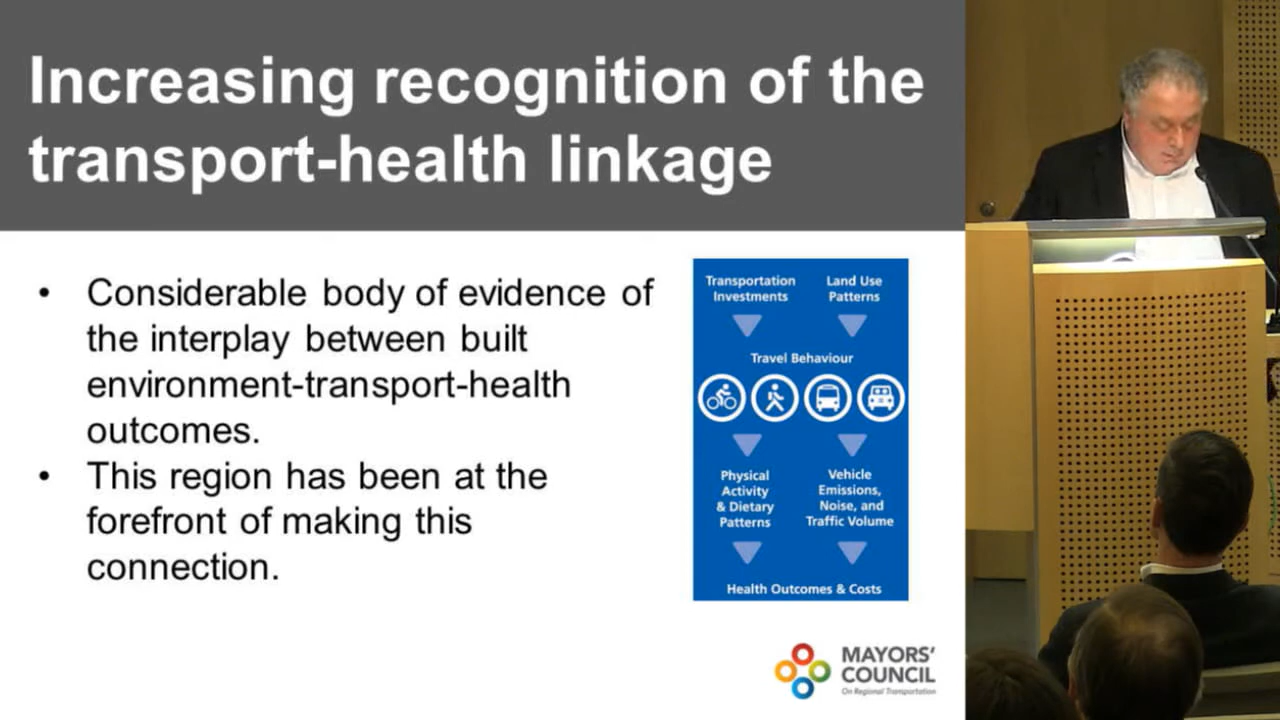 Increasing recognition of the
transport-health linkage
• Considerable body of evidence of
the interplay between built
environment-transport-health
outcomes.
• This region has been at the
forefront of making this
connection.
Transportation
Investments
Land Use
Patterns
Travel Behaviour
Physical
Activity
& Dietary
Patterns
Vehicle
Emissions,
Noise, and
Traffic Volume
Health Outcomes & Costs
MAYORS'
COUNCIL
On Regional Transportation